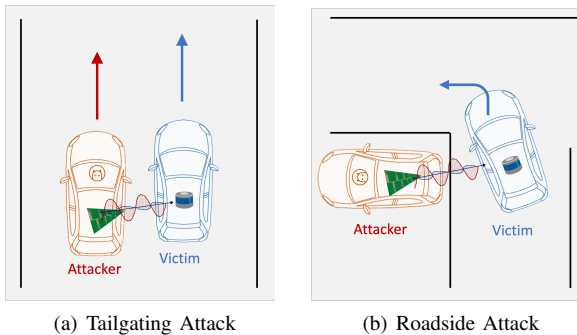 Attacker
Victim
(a) Tailgating Attack
Attacker
Victim
(b) Roadside Attack